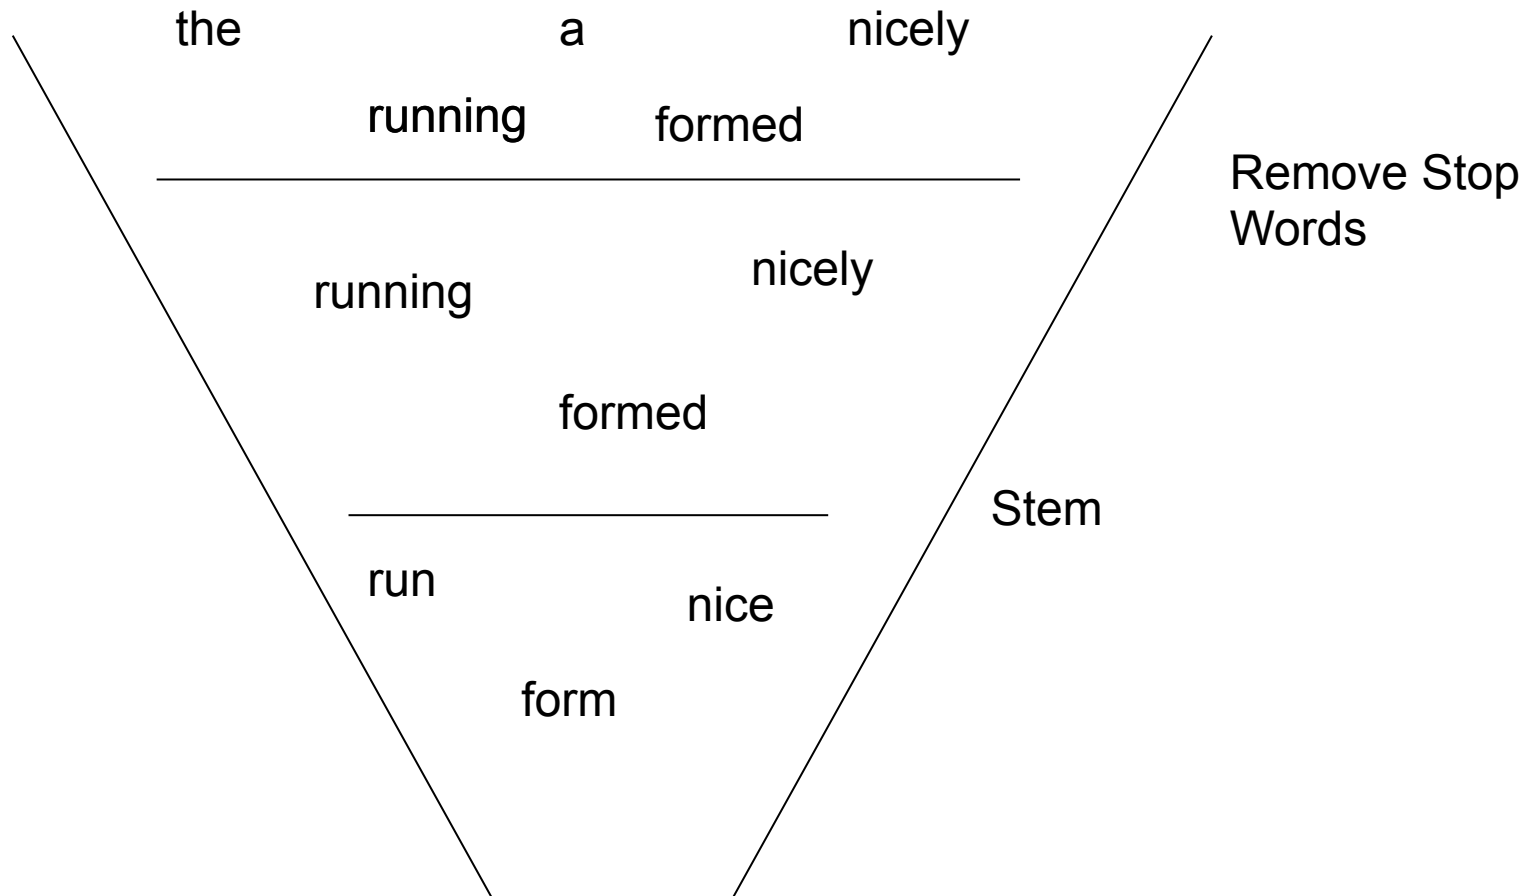 the a nicely
running formed
Remove Stop
Words
running nicely
formed
Stem
run nice
form